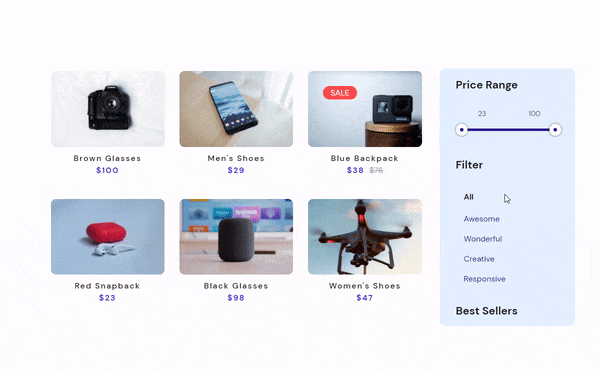 SALE
Brown Glasses
$100
Men's Shoes
$29
Blue Backpack
$38 $76
Red Snapback
$23
Black Glasses
$98
Women's Shoes
$47
Price Range
23 100
Filter
All
Awesome
Wonderful
Creative
Responsive
Best Sellers